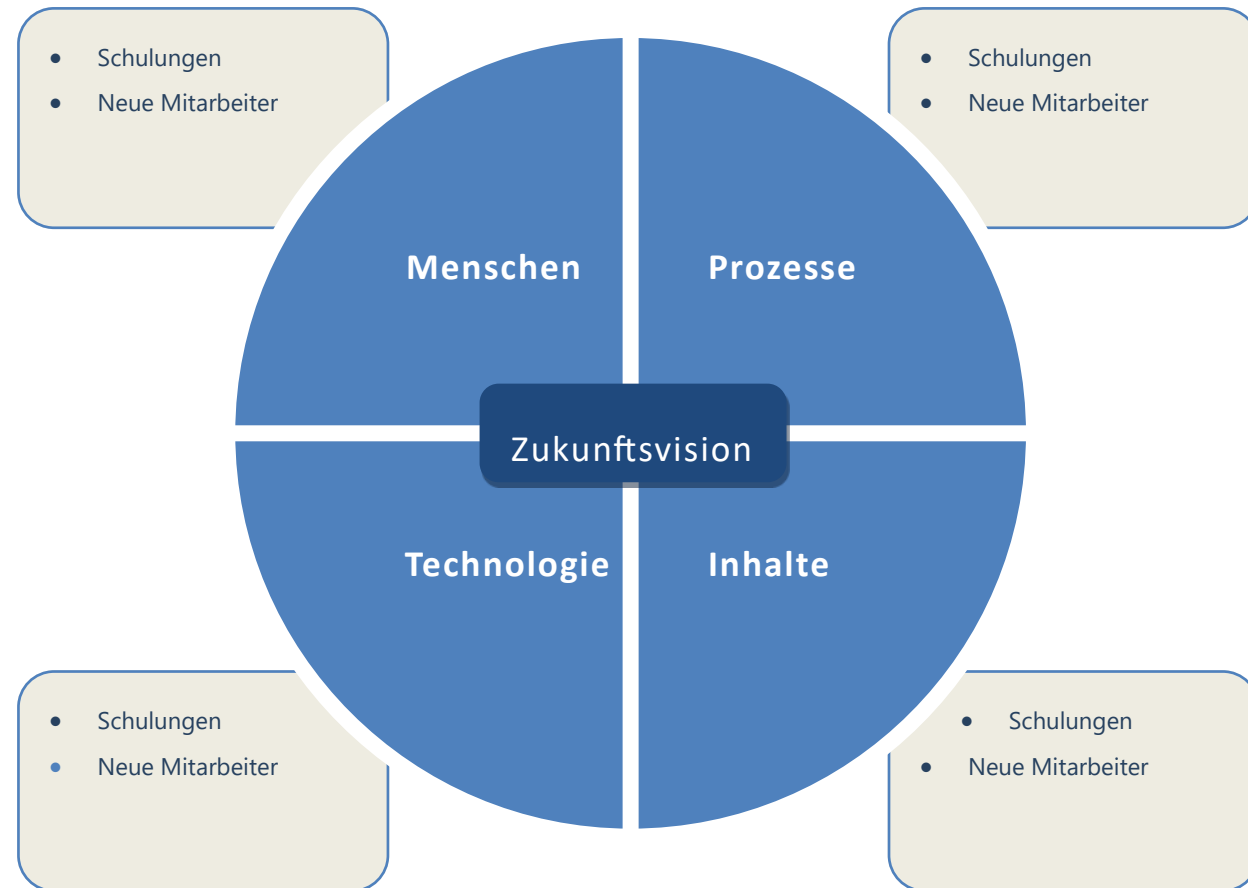 • Schulungen
• Neue Mitarbeiter
• Schulungen
• Neue Mitarbeiter
Menschen
Prozesse
Zukunftsvision
Technologie
Inhalte
• Schulungen
• Neue Mitarbeiter
• Schulungen
• Neue Mitarbeiter